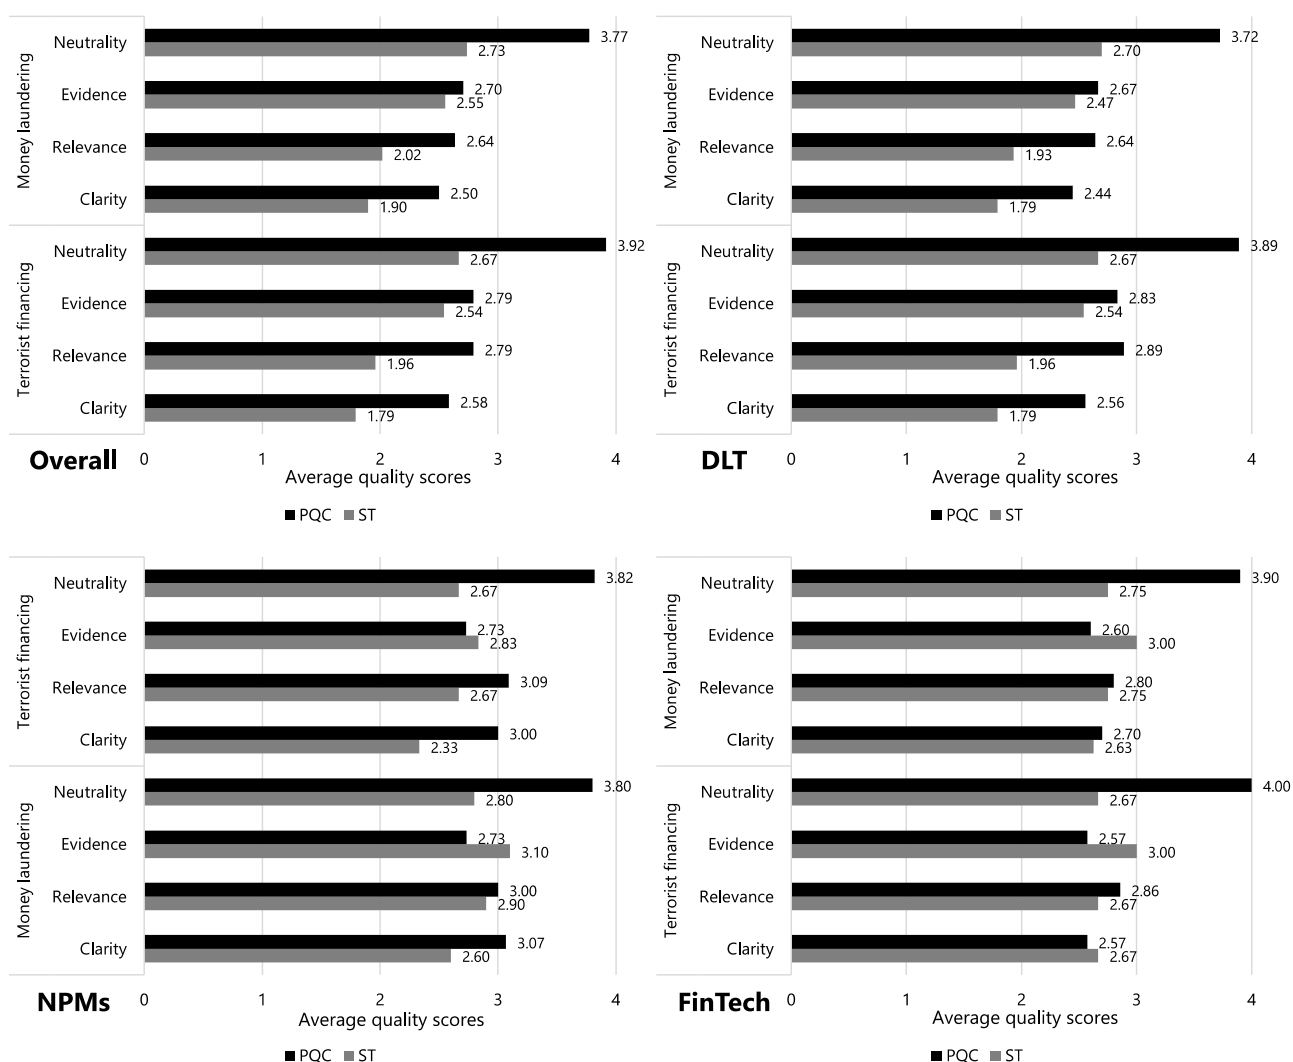 Money laundering
Neutrality
3.77
2.73
Evidence
2.70
2.55
Relevance
2.64
2.02
Clarity
2.50
1.90
Terrorist financing
Neutrality
3.92
2.67
Evidence
2.79
2.54
Relevance
2.79
1.96
Clarity
2.58
1.79
Overall
0 1 2 3 4
Average quality scores
PQC ST
Money laundering
Neutrality
3.72
2.70
Evidence
2.67
2.47
Relevance
2.64
1.93
Clarity
2.44
1.79
Terrorist financing
Neutrality
3.89
2.67
Evidence
2.83
2.54
Relevance
2.89
1.96
Clarity
2.56
1.79
DLT
0 1 2 3 4
Average quality scores
PQC ST
Terrorist financing
Neutrality
3.82
2.67
Evidence
2.73
2.83
Relevance
3.09
2.67
Clarity
3.00
2.33
Money laundering
Neutrality
3.80
2.80
Evidence
2.73
3.10
Relevance
3.00
2.90
Clarity
3.07
2.60
NPMs
0 1 2 3 4
Average quality scores
PQC ST
Money laundering
Neutrality
3.90
2.75
Evidence
2.60
3.00
Relevance
2.80
2.75
Clarity
2.70
2.63
Terrorist financing
Neutrality
4.00
2.67
Evidence
2.57
3.00
Relevance
2.86
2.67
Clarity
2.57
2.67
FinTech
0 1 2 3 4
Average quality scores
PQC ST